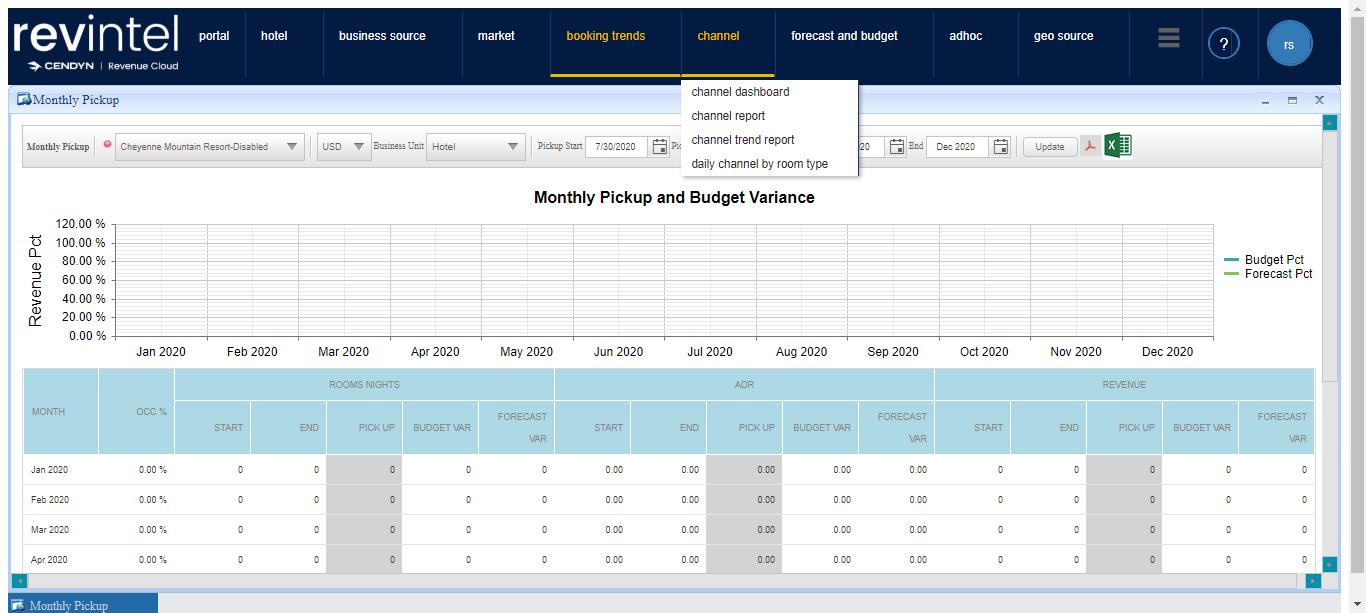 revintel
CENDYN | Revenue Cloud
portal hotel business source market booking trends channel forecast and budget adhoc geo source ? rs
Monthly Pickup
channel dashboard
channel report
channel trend report
daily channel by room type
Monthly Pickup Cheyenne Mountain Resort-Disabled USD Business Unit Hotel Pickup Start 7/30/2020 End Dec 2020 Update
Monthly Pickup and Budget Variance
Revenue Pct
120.00 %
100.00 %
80.00 %
60.00 %
40.00 %
20.00 %
0.00 %
Budget Pct
Forecast Pct
Jan 2020 Feb 2020 Mar 2020 Apr 2020 May 2020 Jun 2020 Jul 2020 Aug 2020 Sep 2020 Oct 2020 Nov 2020 Dec 2020
MONTH OCC % ROOMS NIGHTS ADR REVENUE
START END PICK UP BUDGET VAR FORECAST VAR START END PICK UP BUDGET VAR FORECAST VAR START END PICK UP BUDGET VAR FORECAST VAR
Jan 2020 0.00 % 0 0 0 0 0 0.00 0.00 0.00 0.00 0.00 0 0 0 0 0
Feb 2020 0.00 % 0 0 0 0 0 0.00 0.00 0.00 0.00 0.00 0 0 0 0 0
Mar 2020 0.00 % 0 0 0 0 0 0.00 0.00 0.00 0.00 0.00 0 0 0 0 0
Apr 2020 0.00 % 0 0 0 0 0 0.00 0.00 0.00 0.00 0.00 0 0 0 0 0
Monthly Pickup